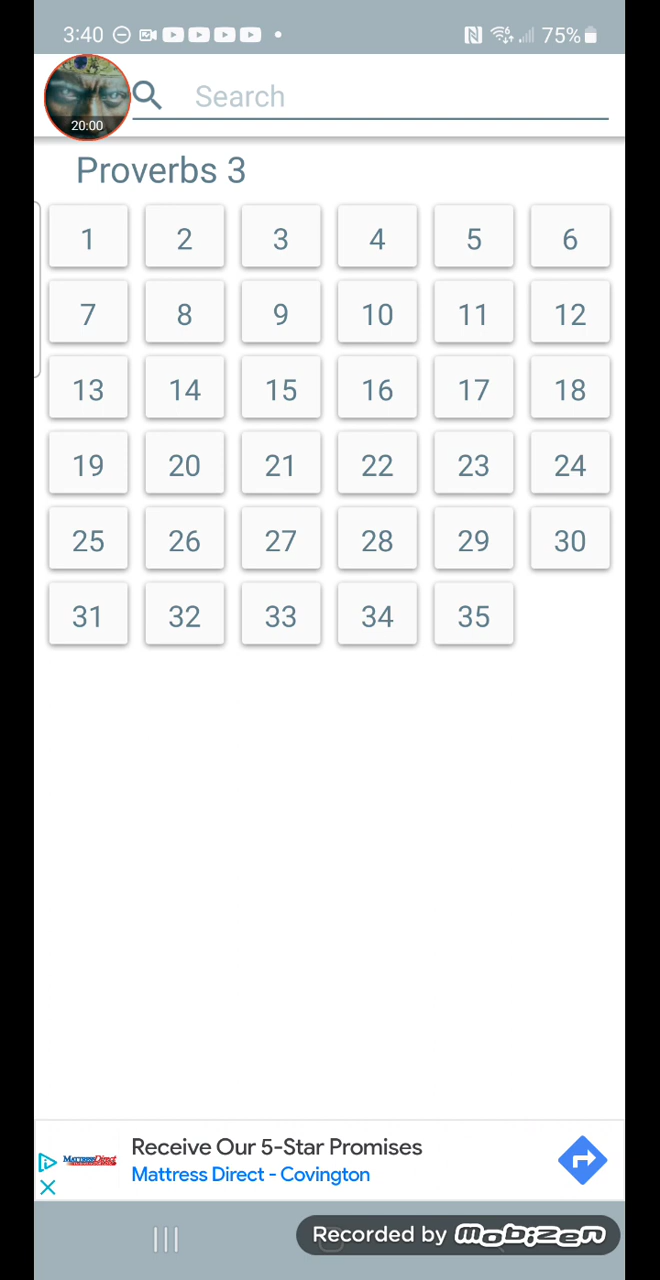 3:40 75%
Search
20:00
Proverbs 3
1 2 3 4 5 6
7 8 9 10 11 12
13 14 15 16 17 18
19 20 21 22 23 24
25 26 27 28 29 30
31 32 33 34 35
Receive Our 5-Star Promises
MATTRESS Direct
Mattress Direct - Covington
Recorded by mobizen